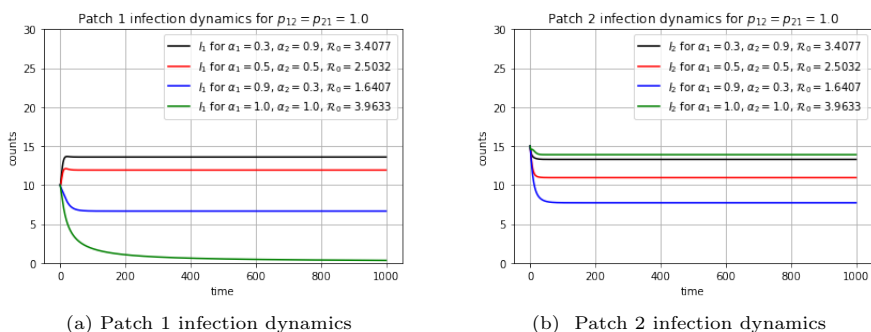 Patch 1 infection dynamics for p₁₂ = p₂₁ = 1.0
30
25
20
15
10
5
0
counts
I₁ for α₁ = 0.3, α₂ = 0.9, ℛ₀ = 3.4077
I₁ for α₁ = 0.5, α₂ = 0.5, ℛ₀ = 2.5032
I₁ for α₁ = 0.9, α₂ = 0.3, ℛ₀ = 1.6407
I₁ for α₁ = 1.0, α₂ = 1.0, ℛ₀ = 3.9633
0 200 400 600 800 1000
time
(a) Patch 1 infection dynamics
Patch 2 infection dynamics for p₁₂ = p₂₁ = 1.0
30
25
20
15
10
5
0
counts
I₂ for α₁ = 0.3, α₂ = 0.9, ℛ₀ = 3.4077
I₂ for α₁ = 0.5, α₂ = 0.5, ℛ₀ = 2.5032
I₂ for α₁ = 0.9, α₂ = 0.3, ℛ₀ = 1.6407
I₂ for α₁ = 1.0, α₂ = 1.0, ℛ₀ = 3.9633
0 200 400 600 800 1000
time
(b) Patch 2 infection dynamics